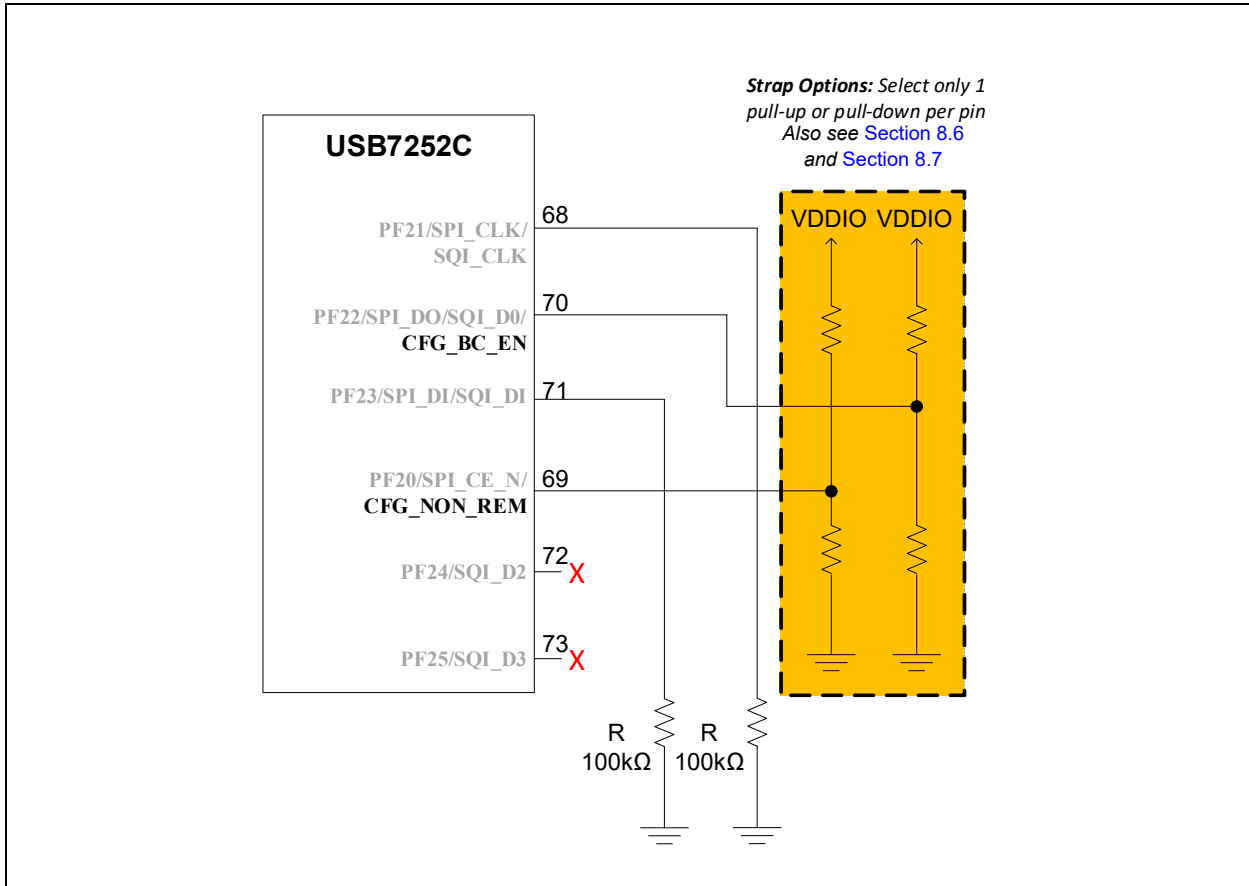 Strap Options: Select only 1
pull-up or pull-down per pin
Also see Section 8.6
and Section 8.7
USB7252C
VDDIO VDDIO
68
PF21/SPI_CLK/
SQI_CLK
70
PF22/SPI_DO/SQI_D0/
CFG_BC_EN
71
PF23/SPI_DI/SQI_DI
69
PF20/SPI_CE_N/
CFG_NON_REM
72
PF24/SQI_D2
X
73
PF25/SQI_D3
X
R
100kΩ
R
100kΩ